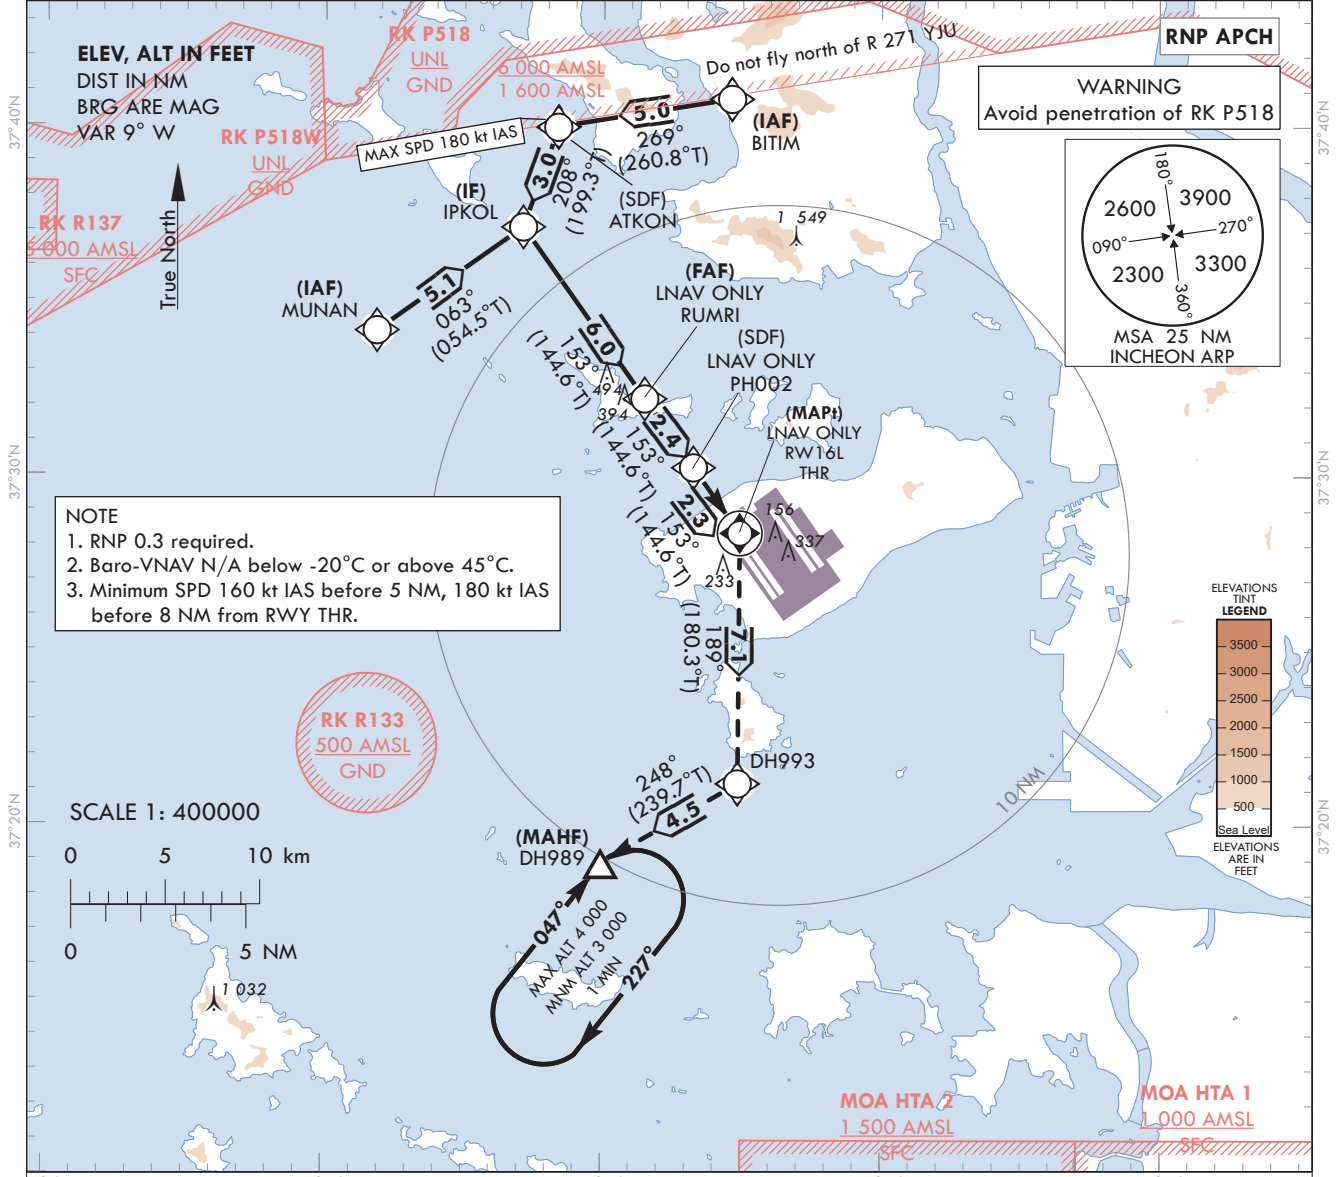 ELEV, ALT IN FEET
DIST IN NM
BRG ARE MAG
VAR 9° W
True North
RK P518
UNL
GND
6 000 AMSL
1 600 AMSL
Do not fly north of R 271 YJU
RNP APCH
WARNING
Avoid penetration of RK P518
RK P518W
UNL
GND
RK R137
5 000 AMSL
SFC
MAX SPD 180 kt IAS
5.0
269°
(260.8°T)
(IAF)
BITIM
3.0
208°
(199.3°T)
(SDF)
ATKON
(IF)
IPKOL
(IAF)
MUNAN
5.1
063°
(054.5°T)
1 549
180°
2600
3900
090°
270°
2300
3300
360°
MSA 25 NM
INCHEON ARP
(FAF)
LNAV ONLY
RUMRI
(SDF)
LNAV ONLY
PH002
(MAPt)
LNAV ONLY
RW16L
THR
6.0
153°
(144.6°T)
494
394
2.4
153°
(144.6°T)
2.3
153°
(144.6°T)
156
337
233
NOTE
1. RNP 0.3 required.
2. Baro-VNAV N/A below -20°C or above 45°C.
3. Minimum SPD 160 kt IAS before 5 NM, 180 kt IAS
before 8 NM from RWY THR.
7.1
189°
(180.3°T)
RK R133
500 AMSL
GND
DH993
248°
(239.7°T)
4.5
10 NM
(MAHF)
DH989
047°
MAX ALT 4 000
MNM ALT 3 000
1 MIN
227°
SCALE 1: 400000
0 5 10 km
0 5 NM
1 032
ELEVATIONS
TINT
LEGEND
3500
3000
2500
2000
1500
1000
500
Sea Level
ELEVATIONS
ARE IN
FEET
MOA HTA 2
1 500 AMSL
SFC
MOA HTA 1
1 000 AMSL
SFC
37°40'N
37°30'N
37°20'N
37°40'N
37°30'N
37°20'N